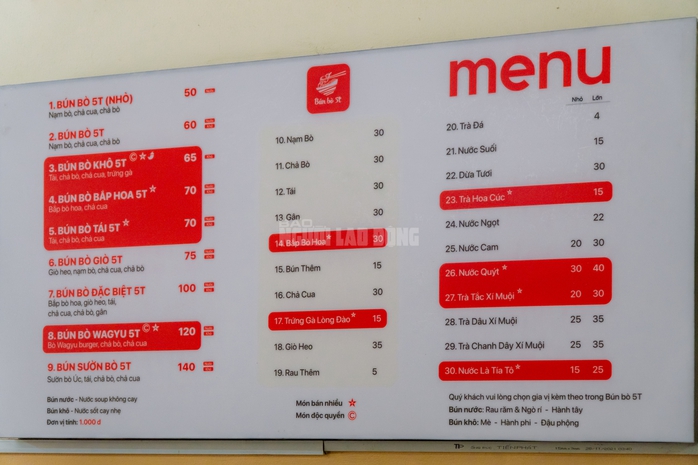 menu
Bún bò 5t
1. BÚN BÒ 5T (NHỎ) 50
Nạm bò, chả cua, chả bò
2. BÚN BÒ 5T 60
Nạm bò, chả cua, chả bò
3. BÚN BÒ KHÔ 5T © 65
Tái, chả bò, chả cua, trứng gà
4. BÚN BÒ BẮP HOA 5T 70
Bắp bò hoa, chả cua
5. BÚN BÒ TÁI 5T 70
Tái, chả bò, chả cua
6. BÚN BÒ GIÒ 5T 75
Giò heo, nạm bò, chả cua, chả bò
7. BÚN BÒ ĐẶC BIỆT 5T 100
Bắp bò hoa, giò heo, tái,
chả cua, chả bò, gân
8. BÚN BÒ WAGYU 5T © 120
Bò Wagyu burger, chả bò, chả cua
9. BÚN SƯỜN BÒ 5T 140
Sườn bò Úc, tái, chả bò, chả cua
Bún nước - Nước soup không cay
Bún khô - Nước sốt cay nhẹ
Đơn vị tính: 1.000 đ
10. Nạm Bò 30
11. Chả Bò 30
12. Tái 30
13. Gân 30
14. Bắp Bò Hoa 30
15. Bún Thêm 15
16. Chả Cua 30
17. Trứng Gà Lòng Đào 15
18. Giò Heo 35
19. Rau Thêm 5
Món bán nhiều
Món độc quyền ©
Nhỏ Lớn
20. Trà Đá 4
21. Nước Suối 15
22. Dừa Tươi 30
23. Trà Hoa Cúc 15
24. Nước Ngọt 22
25. Nước Cam 20 30
26. Nước Quýt 30 40
27. Trà Tắc Xí Muội 20 30
28. Trà Dâu Xí Muội 25 35
29. Trà Chanh Dây Xí Muội 25 35
30. Nước Lá Tía Tô 15 25
Quý khách vui lòng chọn gia vị kèm theo trong Bún bò 5T
Bún nước: Rau răm & Ngò rí - Hành tây
Bún khô: Mè - Hành phi - Đậu phộng
BÁO
NGƯỜI LAO ĐỘNG